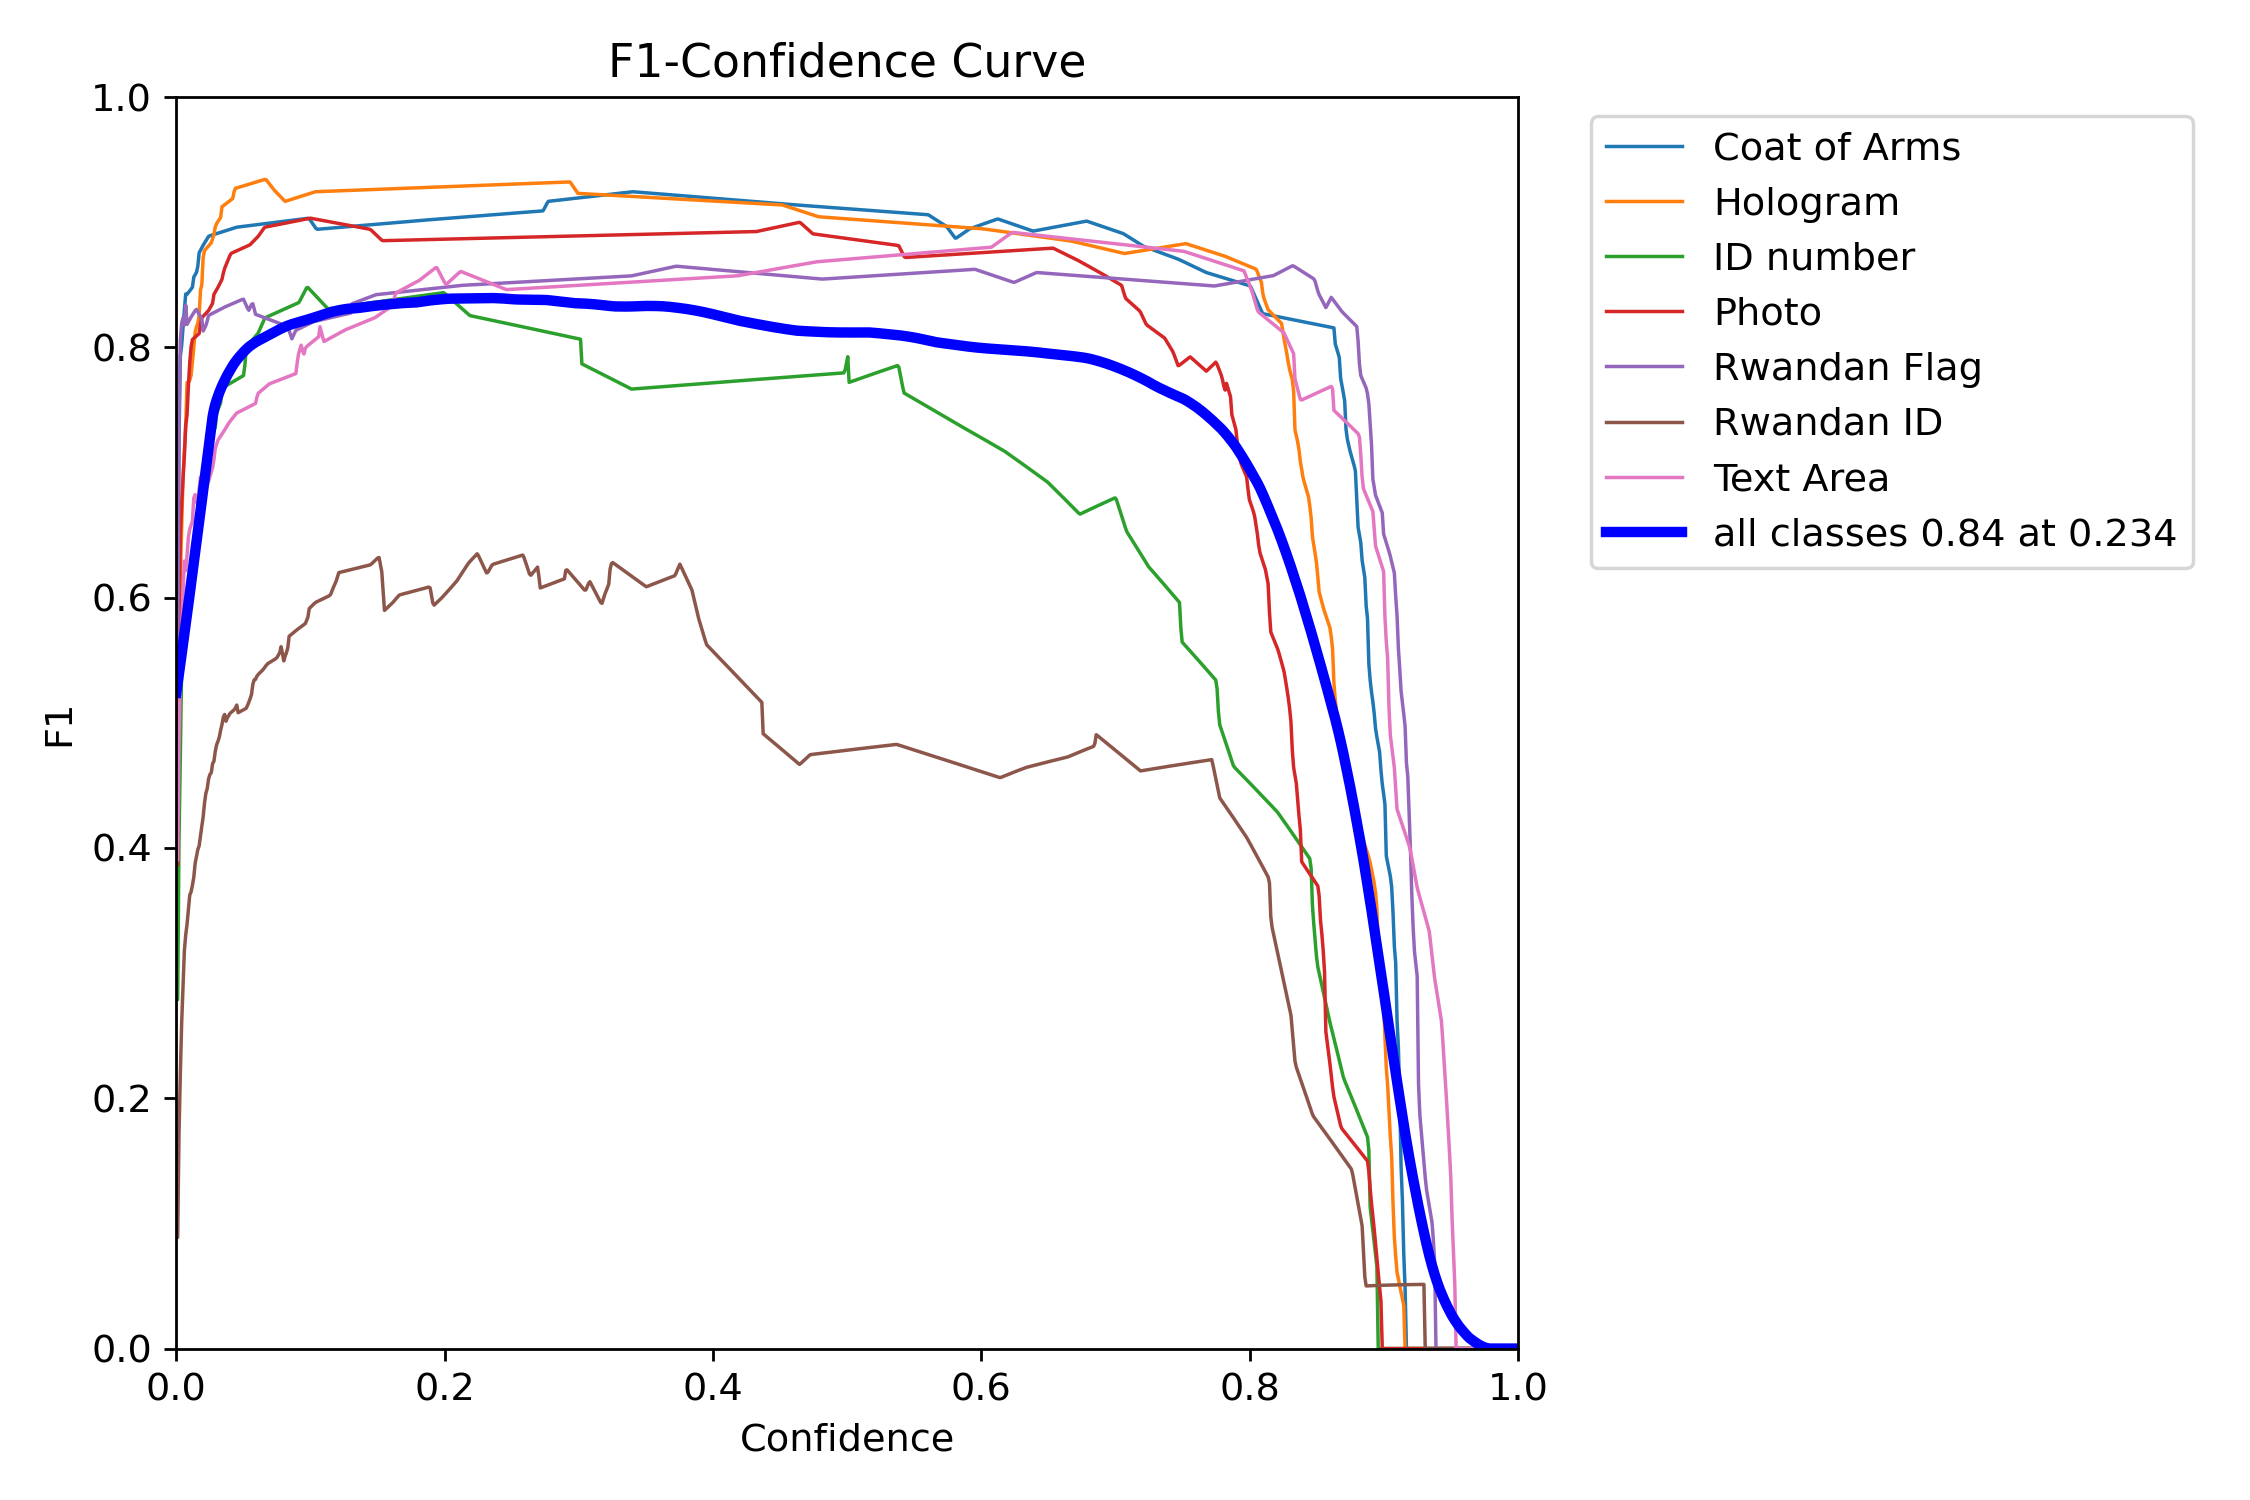 F1-Confidence Curve
1.0
0.8
0.6
0.4
0.2
0.0
F1
0.0 0.2 0.4 0.6 0.8 1.0
Confidence
Coat of Arms
Hologram
ID number
Photo
Rwandan Flag
Rwandan ID
Text Area
all classes 0.84 at 0.234